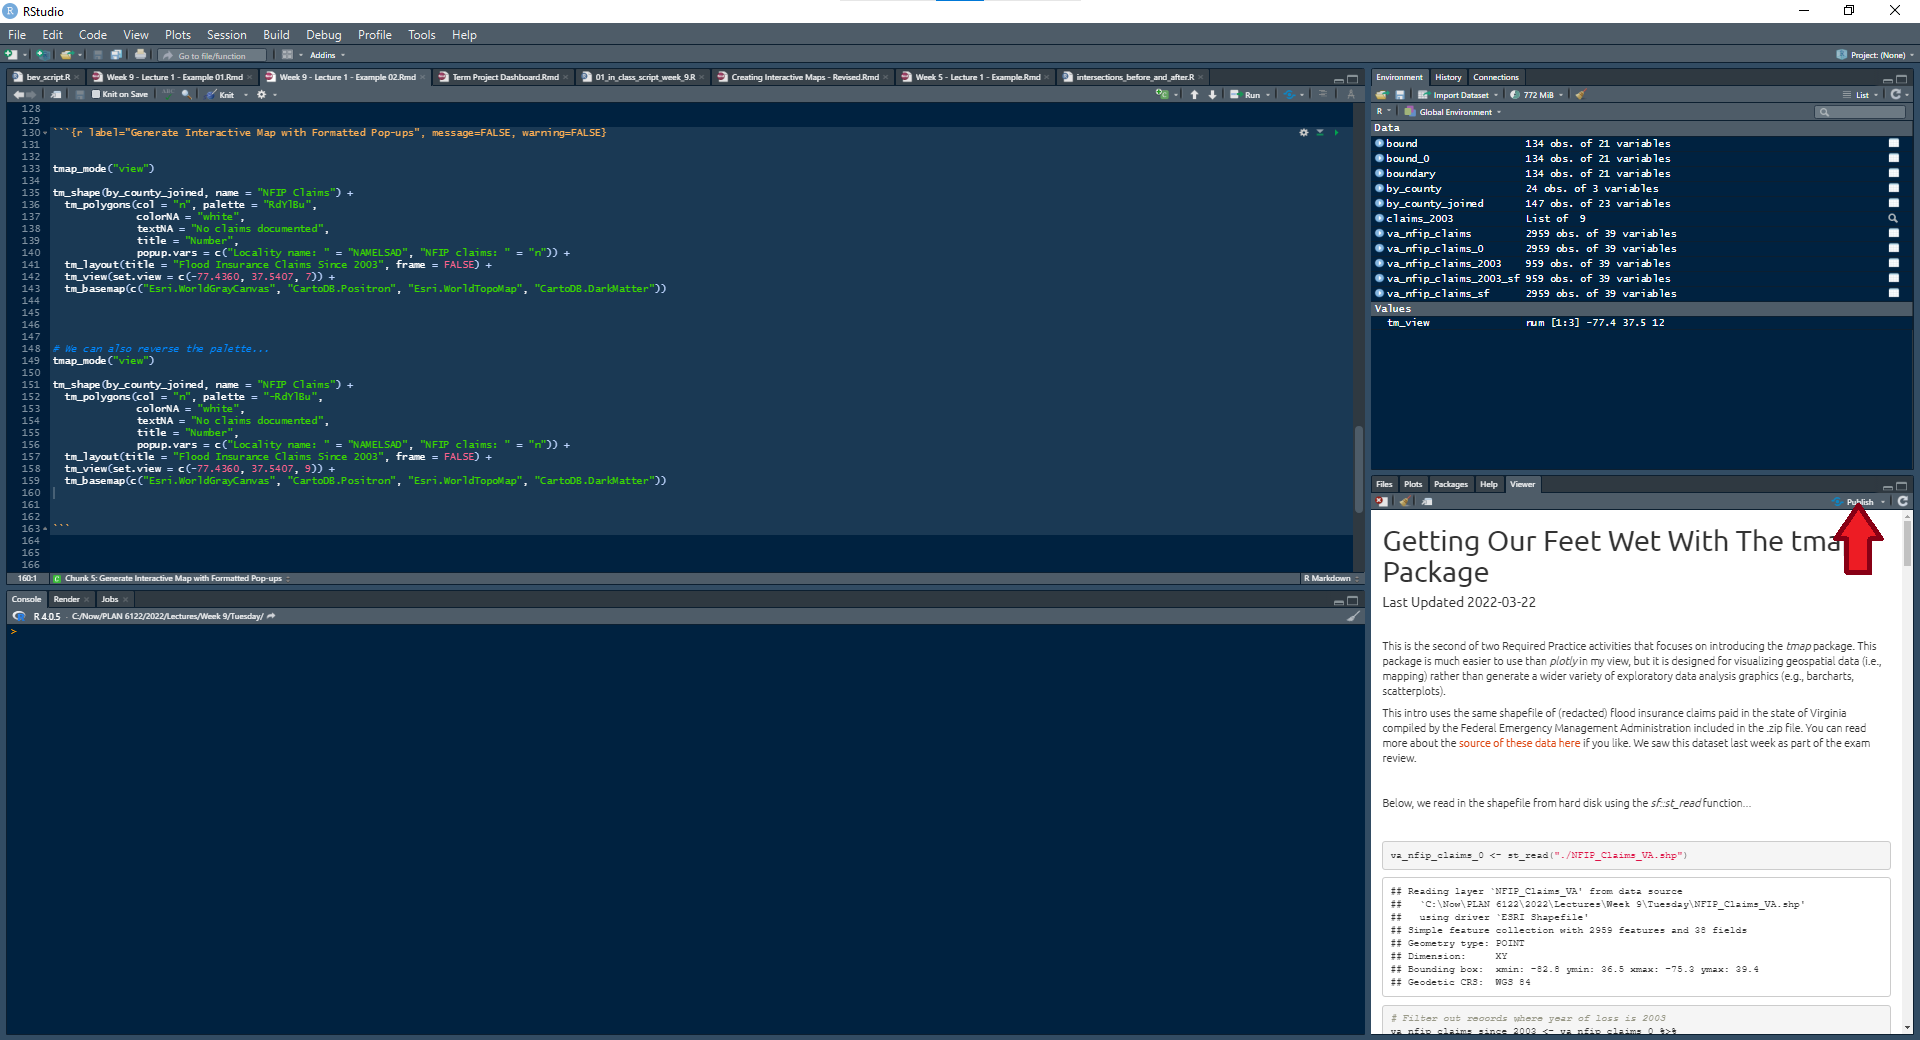 RStudio
File Edit Code View Plots Session Build Debug Profile Tools Help
Go to file/function Addins Project: (None)
bev_script.R Week 9 - Lecture 1 - Example 01.Rmd Week 9 - Lecture 1 - Example 02.Rmd Term Project Dashboard.Rmd 01_in_class_script_week_9.R Creating Interactive Maps - Revised.Rmd Week 5 - Lecture 1 - Example.Rmd intersections_before_and_after.R
Knit on Save Knit Run
128
129
130 ```{r label="Generate Interactive Map with Formatted Pop-ups", message=FALSE, warning=FALSE}
131
132
133 tmap_mode("view")
134
135 tm_shape(by_county_joined, name = "NFIP Claims") +
136 tm_polygons(col = "n", palette = "RdYlBu",
137 colorNA = "white",
138 textNA = "No claims documented",
139 title = "Number",
140 popup.vars = c("Locality name: " = "NAMELSAD", "NFIP claims: " = "n")) +
141 tm_layout(title = "Flood Insurance Claims Since 2003", frame = FALSE) +
142 tm_view(set.view = c(-77.4360, 37.5407, 7)) +
143 tm_basemap(c("Esri.WorldGrayCanvas", "CartoDB.Positron", "Esri.WorldTopoMap", "CartoDB.DarkMatter"))
144
145
146
147
148 # We can also reverse the palette...
149 tmap_mode("view")
150
151 tm_shape(by_county_joined, name = "NFIP Claims") +
152 tm_polygons(col = "n", palette = "-RdYlBu",
153 colorNA = "white",
154 textNA = "No claims documented",
155 title = "Number",
156 popup.vars = c("Locality name: " = "NAMELSAD", "NFIP claims: " = "n")) +
157 tm_layout(title = "Flood Insurance Claims Since 2003", frame = FALSE) +
158 tm_view(set.view = c(-77.4360, 37.5407, 9)) +
159 tm_basemap(c("Esri.WorldGrayCanvas", "CartoDB.Positron", "Esri.WorldTopoMap", "CartoDB.DarkMatter"))
160
161
162
163 ```
164
165
166
160:1 Chunk 5: Generate Interactive Map with Formatted Pop-ups R Markdown
Console Render Jobs
R 4.0.5 · C:/Now/PLAN 6122/2022/Lectures/Week 9/Tuesday/
>
Environment History Connections
Import Dataset 772 MiB List
R Global Environment
Data
bound 134 obs. of 21 variables
bound_0 134 obs. of 21 variables
boundary 134 obs. of 21 variables
by_county 24 obs. of 3 variables
by_county_joined 147 obs. of 23 variables
claims_2003 List of 9
va_nfip_claims 2959 obs. of 39 variables
va_nfip_claims_0 2959 obs. of 39 variables
va_nfip_claims_2003 959 obs. of 39 variables
va_nfip_claims_2003_sf 959 obs. of 39 variables
va_nfip_claims_sf 2959 obs. of 39 variables
Values
tm_view num [1:3] -77.4 37.5 12
Files Plots Packages Help Viewer
Publish
Getting Our Feet Wet With The tma
Package
Last Updated 2022-03-22
This is the second of two Required Practice activities that focuses on introducing the tmap package. This
package is much easier to use than plotly in my view, but it is designed for visualizing geospatial data (i.e.,
mapping) rather than generate a wider variety of exploratory data analysis graphics (e.g., barcharts,
scatterplots).
This intro uses the same shapefile of (redacted) flood insurance claims paid in the state of Virginia
compiled by the Federal Emergency Management Administration included in the .zip file. You can read
more about the source of these data here if you like. We saw this dataset last week as part of the exam
review.
Below, we read in the shapefile from hard disk using the sf::st_read function…
va_nfip_claims_0 <- st_read("./NFIP_Claims_VA.shp")
## Reading layer `NFIP_Claims_VA' from data source
## `C:\Now\PLAN 6122\2022\Lectures\Week 9\Tuesday\NFIP_Claims_VA.shp'
## using driver `ESRI Shapefile'
## Simple feature collection with 2959 features and 38 fields
## Geometry type: POINT
## Dimension: XY
## Bounding box: xmin: -82.8 ymin: 36.5 xmax: -75.3 ymax: 39.4
## Geodetic CRS: WGS 84
# Filter out records where year of loss is 2003
va_nfip_claims_since_2003 <- va_nfip_claims_0 %>%